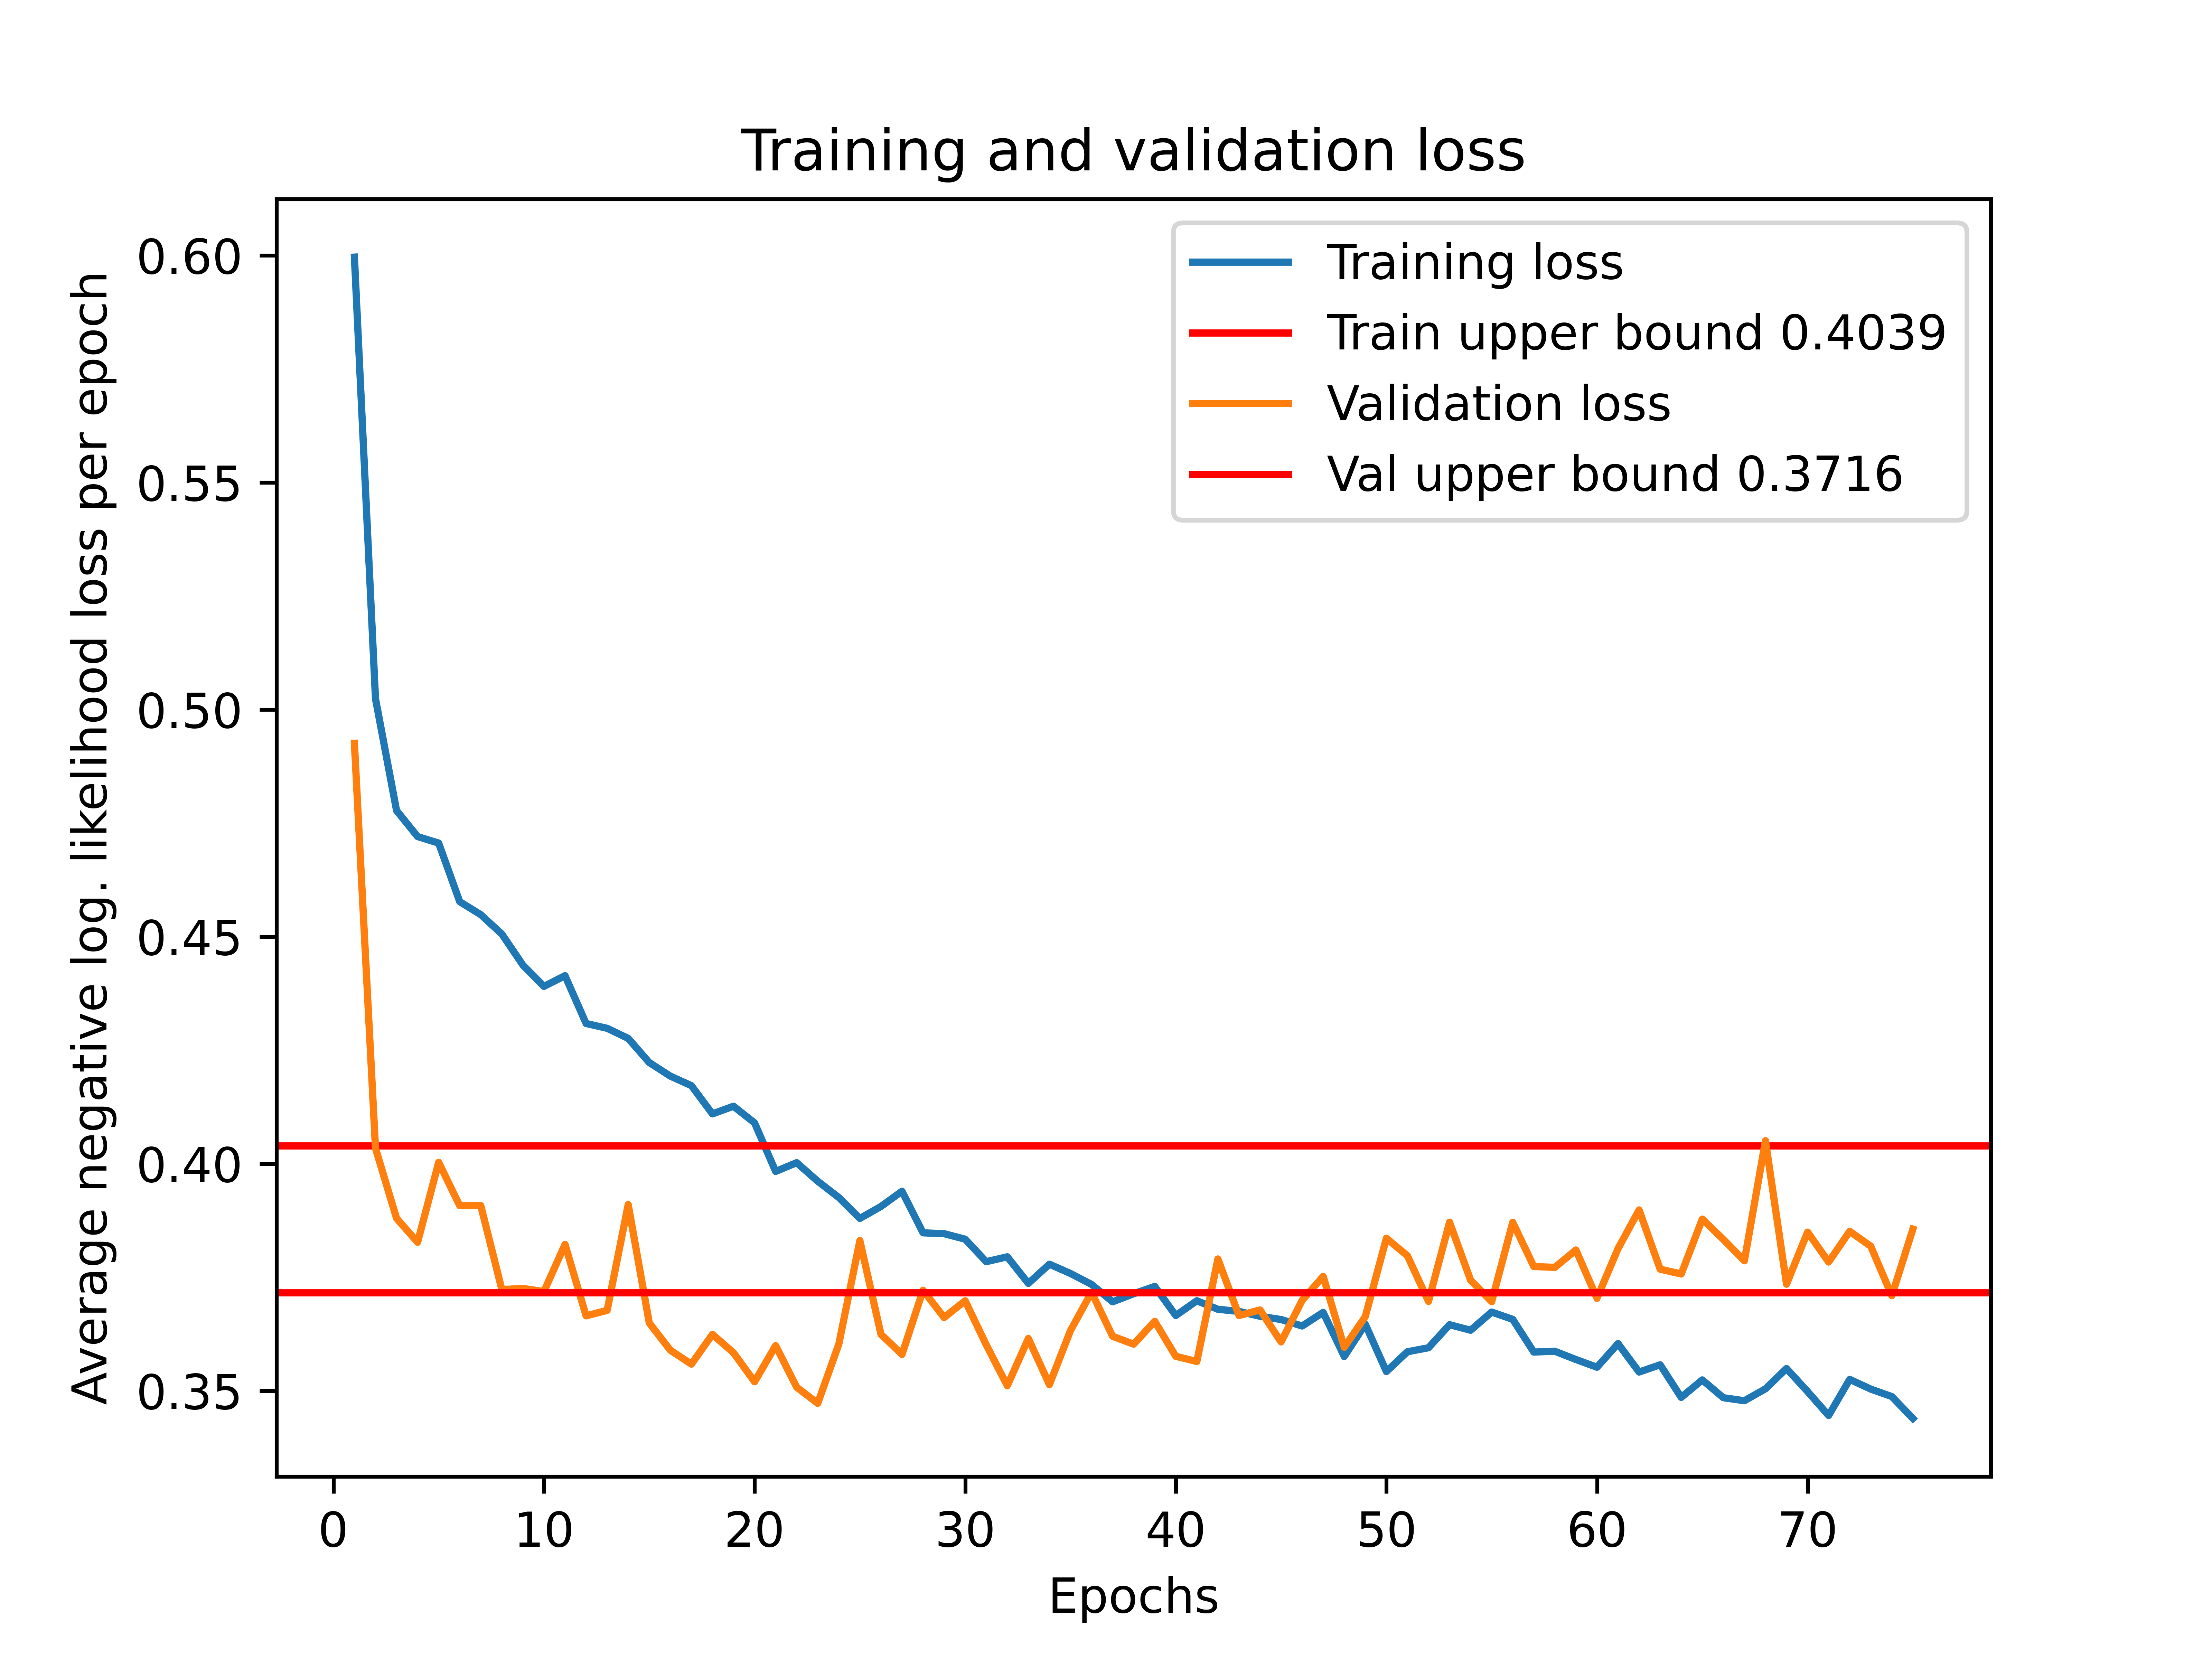 Training and validation loss
Average negative log. likelihood loss per epoch
0.60
0.55
0.50
0.45
0.40
0.35
Training loss
Train upper bound 0.4039
Validation loss
Val upper bound 0.3716
0 10 20 30 40 50 60 70
Epochs